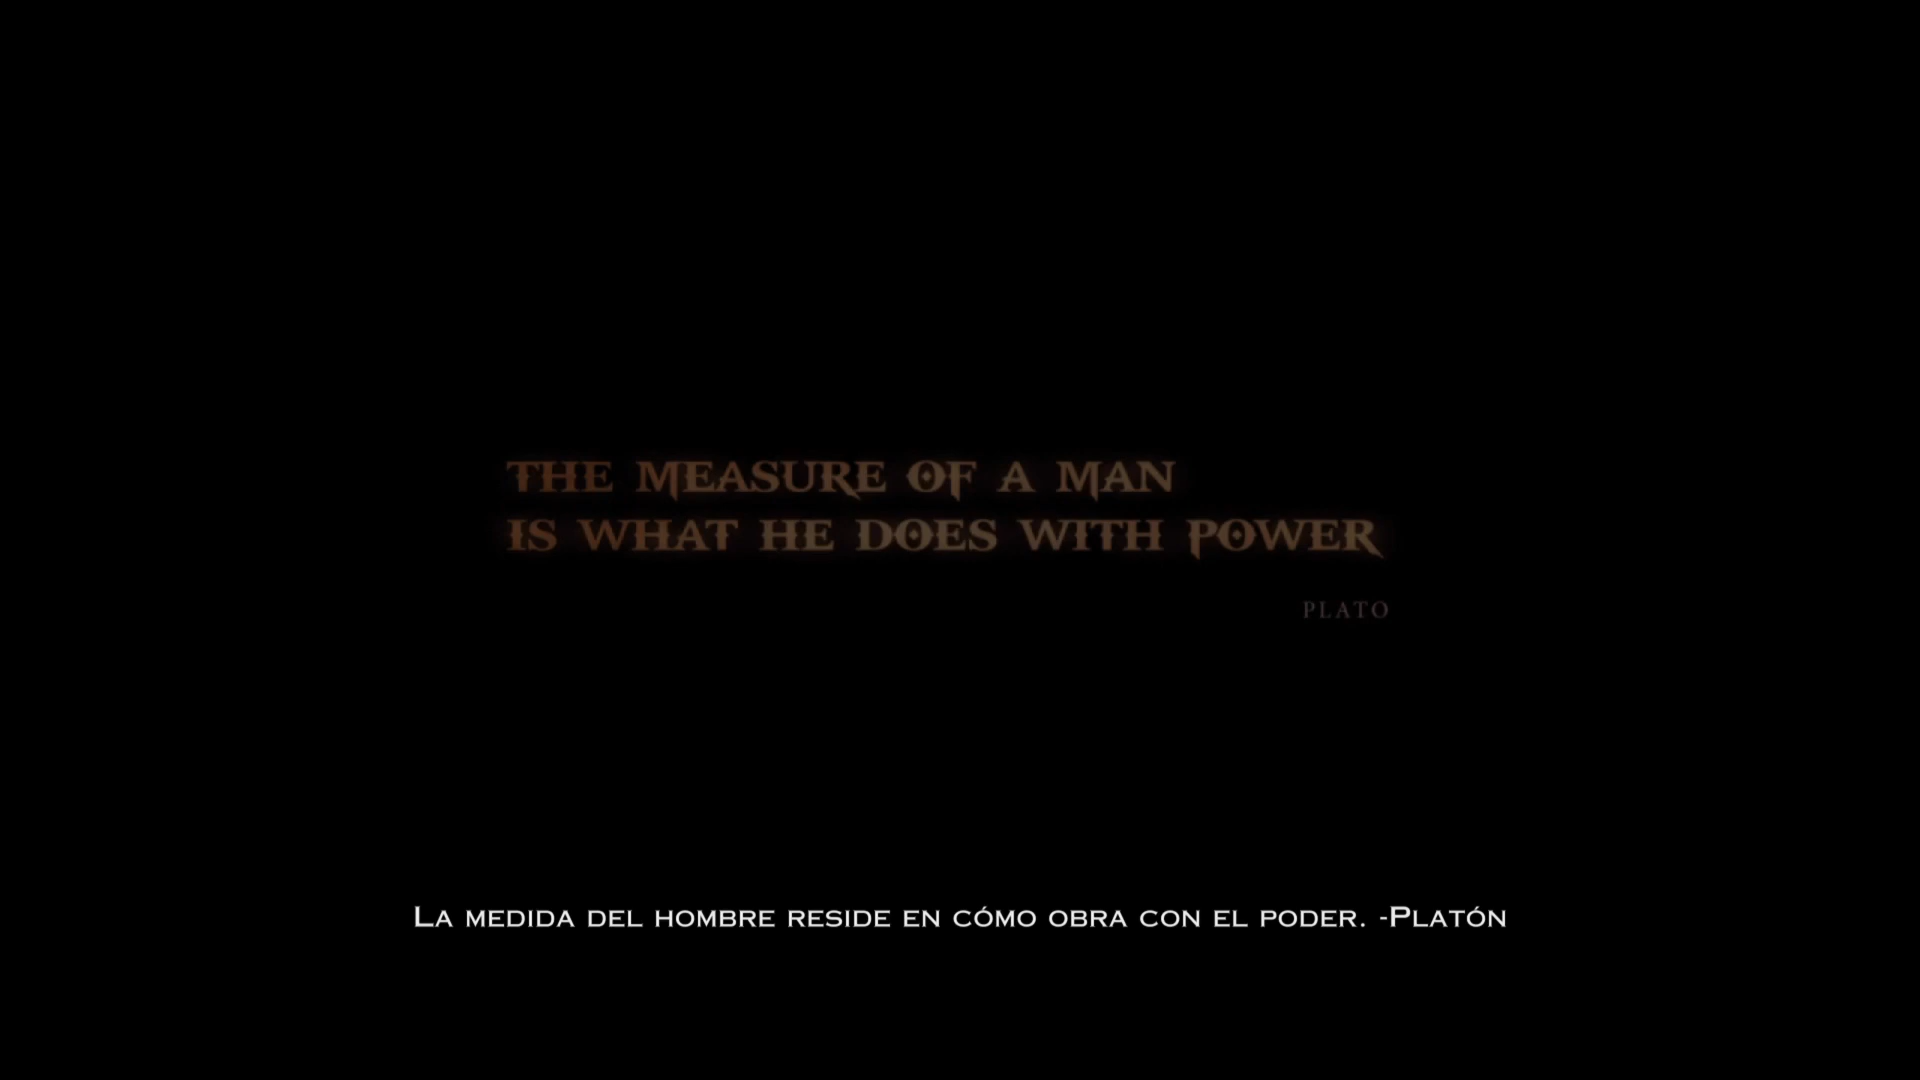 THE MEASURE OF A MAN
IS WHAT HE DOES WITH POWER
PLATO
La medida del hombre reside en cómo obra con el poder. -Platón